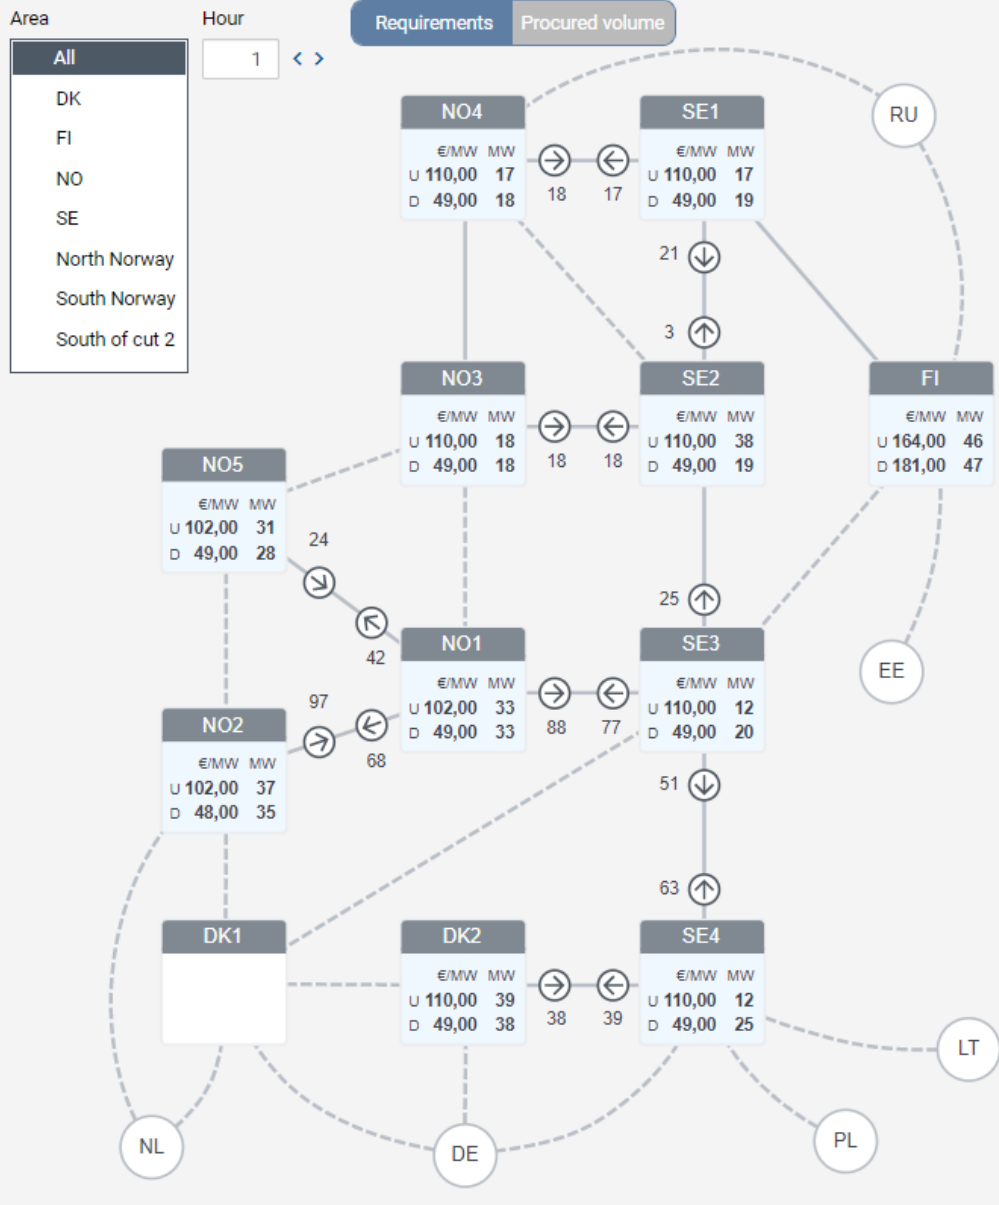 Area
Hour
Requirements
Procured volume
All
1
DK
FI
NO
SE
North Norway
South Norway
South of cut 2
RU
NO4
€/MW MW
U 110,00 17
D 49,00 18
18
17
SE1
€/MW MW
U 110,00 17
D 49,00 19
21
3
NO3
€/MW MW
U 110,00 18
D 49,00 18
18
18
SE2
€/MW MW
U 110,00 38
D 49,00 19
FI
€/MW MW
U 164,00 46
D 181,00 47
NO5
€/MW MW
U 102,00 31
D 49,00 28
24
42
25
NO1
€/MW MW
U 102,00 33
D 49,00 33
88
77
SE3
€/MW MW
U 110,00 12
D 49,00 20
EE
97
68
NO2
€/MW MW
U 102,00 37
D 48,00 35
51
63
DK1
DK2
€/MW MW
U 110,00 39
D 49,00 38
38
39
SE4
€/MW MW
U 110,00 12
D 49,00 25
LT
NL
DE
PL